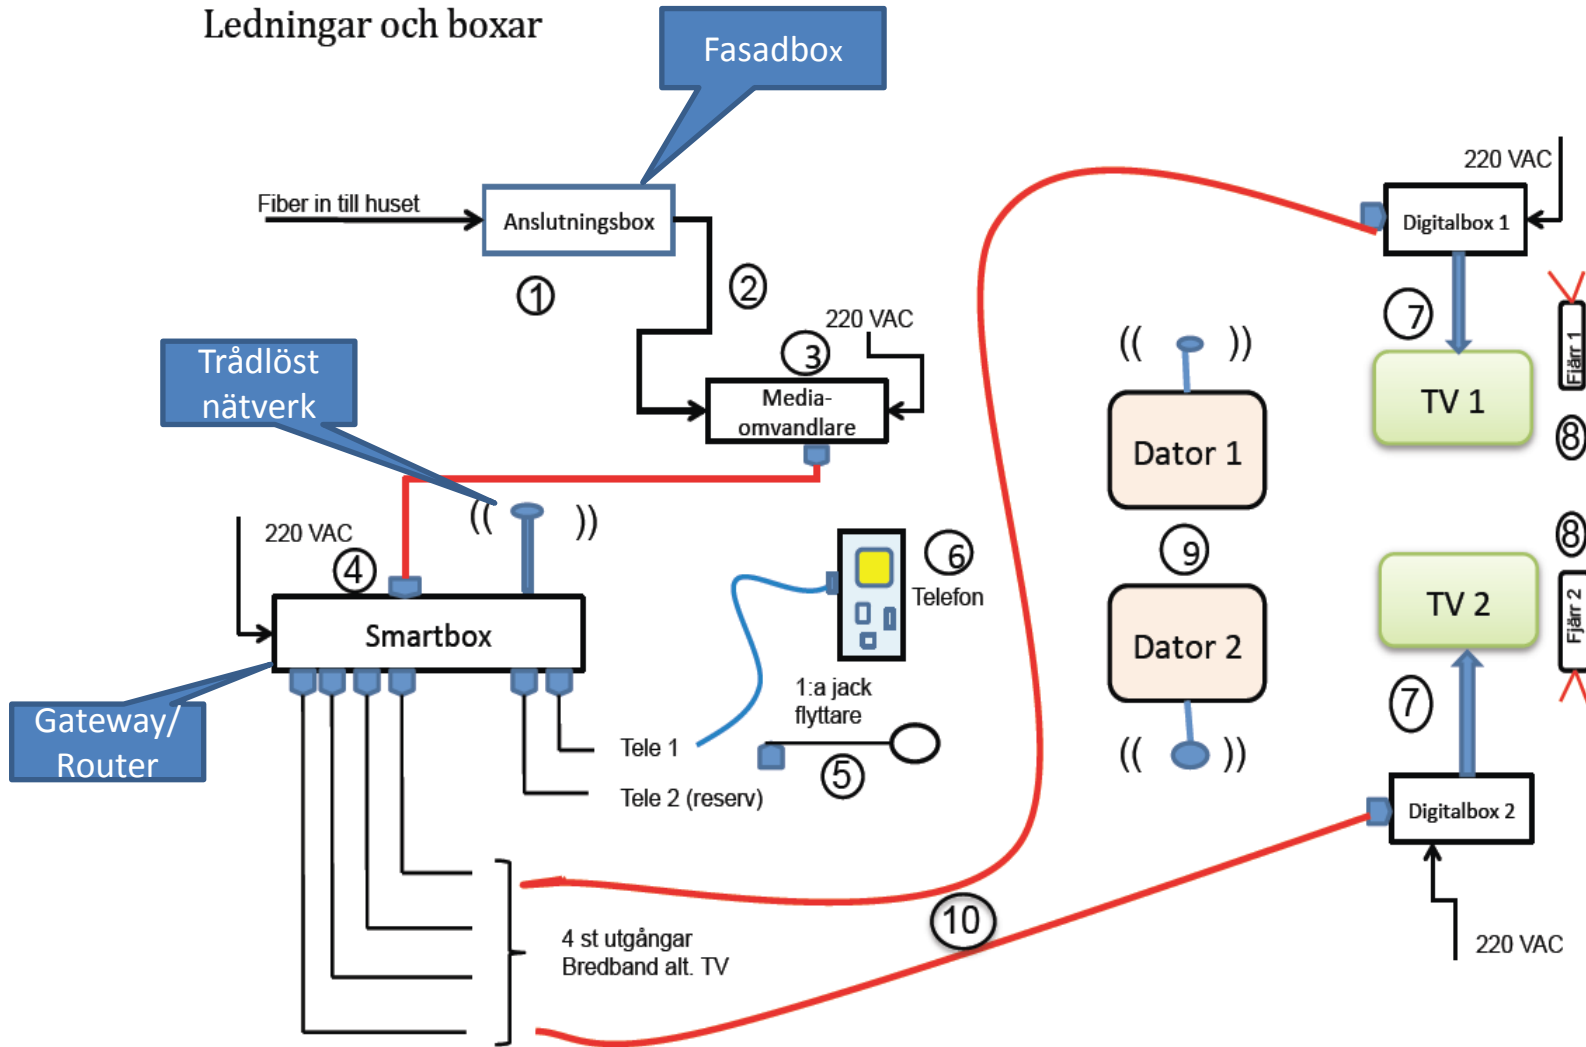 Ledningar och boxar
Fasadbox
220 VAC
Fiber in till huset
Anslutningsbox
Digitalbox 1
1
2
220 VAC
3
7
Fjärr 1
Trådlöst
nätverk
Media-
omvandlare
TV 1
Dator 1
8
220 VAC
4
6
Telefon
9
8
Smartbox
TV 2
Fjärr 2
Dator 2
1:a jack
flyttare
7
Gateway/
Router
Tele 1
5
Tele 2 (reserv)
Digitalbox 2
10
4 st utgångar
Bredband alt. TV
220 VAC